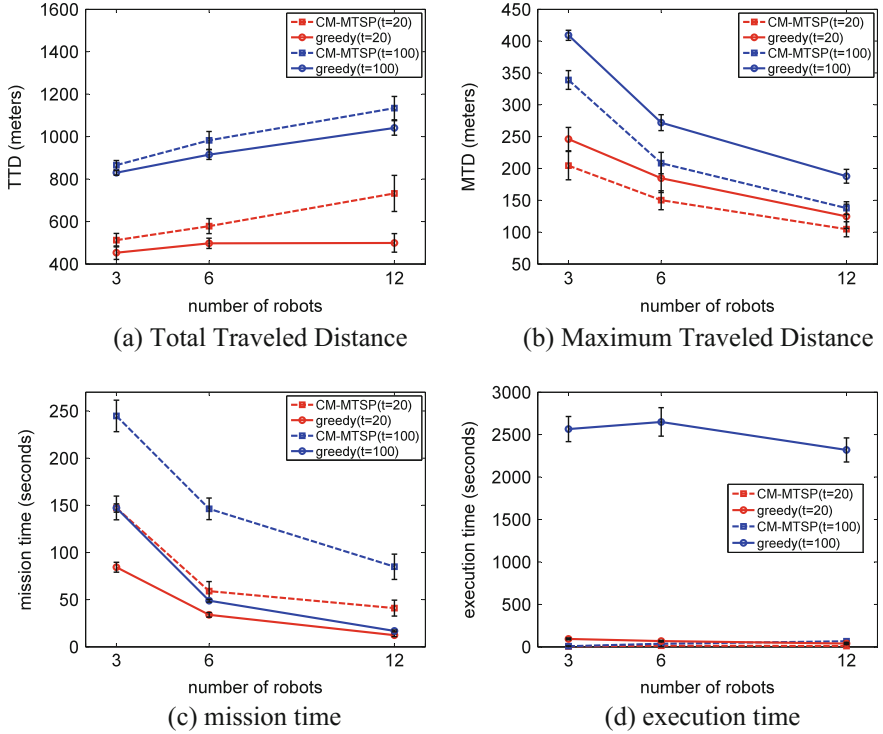 1600
1400
1200
1000
800
600
400
TTD (meters)
3
6
12
number of robots
CM-MTSP(t=20)
greedy(t=20)
CM-MTSP(t=100)
greedy(t=100)
(a) Total Traveled Distance
450
400
350
300
250
200
150
100
50
MTD (meters)
3
6
12
number of robots
CM-MTSP(t=20)
greedy(t=20)
CM-MTSP(t=100)
greedy(t=100)
(b) Maximum Traveled Distance
250
200
150
100
50
0
mission time (seconds)
3
6
12
number of robots
CM-MTSP(t=20)
greedy(t=20)
CM-MTSP(t=100)
greedy(t=100)
(c) mission time
3000
2500
2000
1500
1000
500
0
execution time (seconds)
3
6
12
number of robots
CM-MTSP(t=20)
greedy(t=20)
CM-MTSP(t=100)
greedy(t=100)
(d) execution time